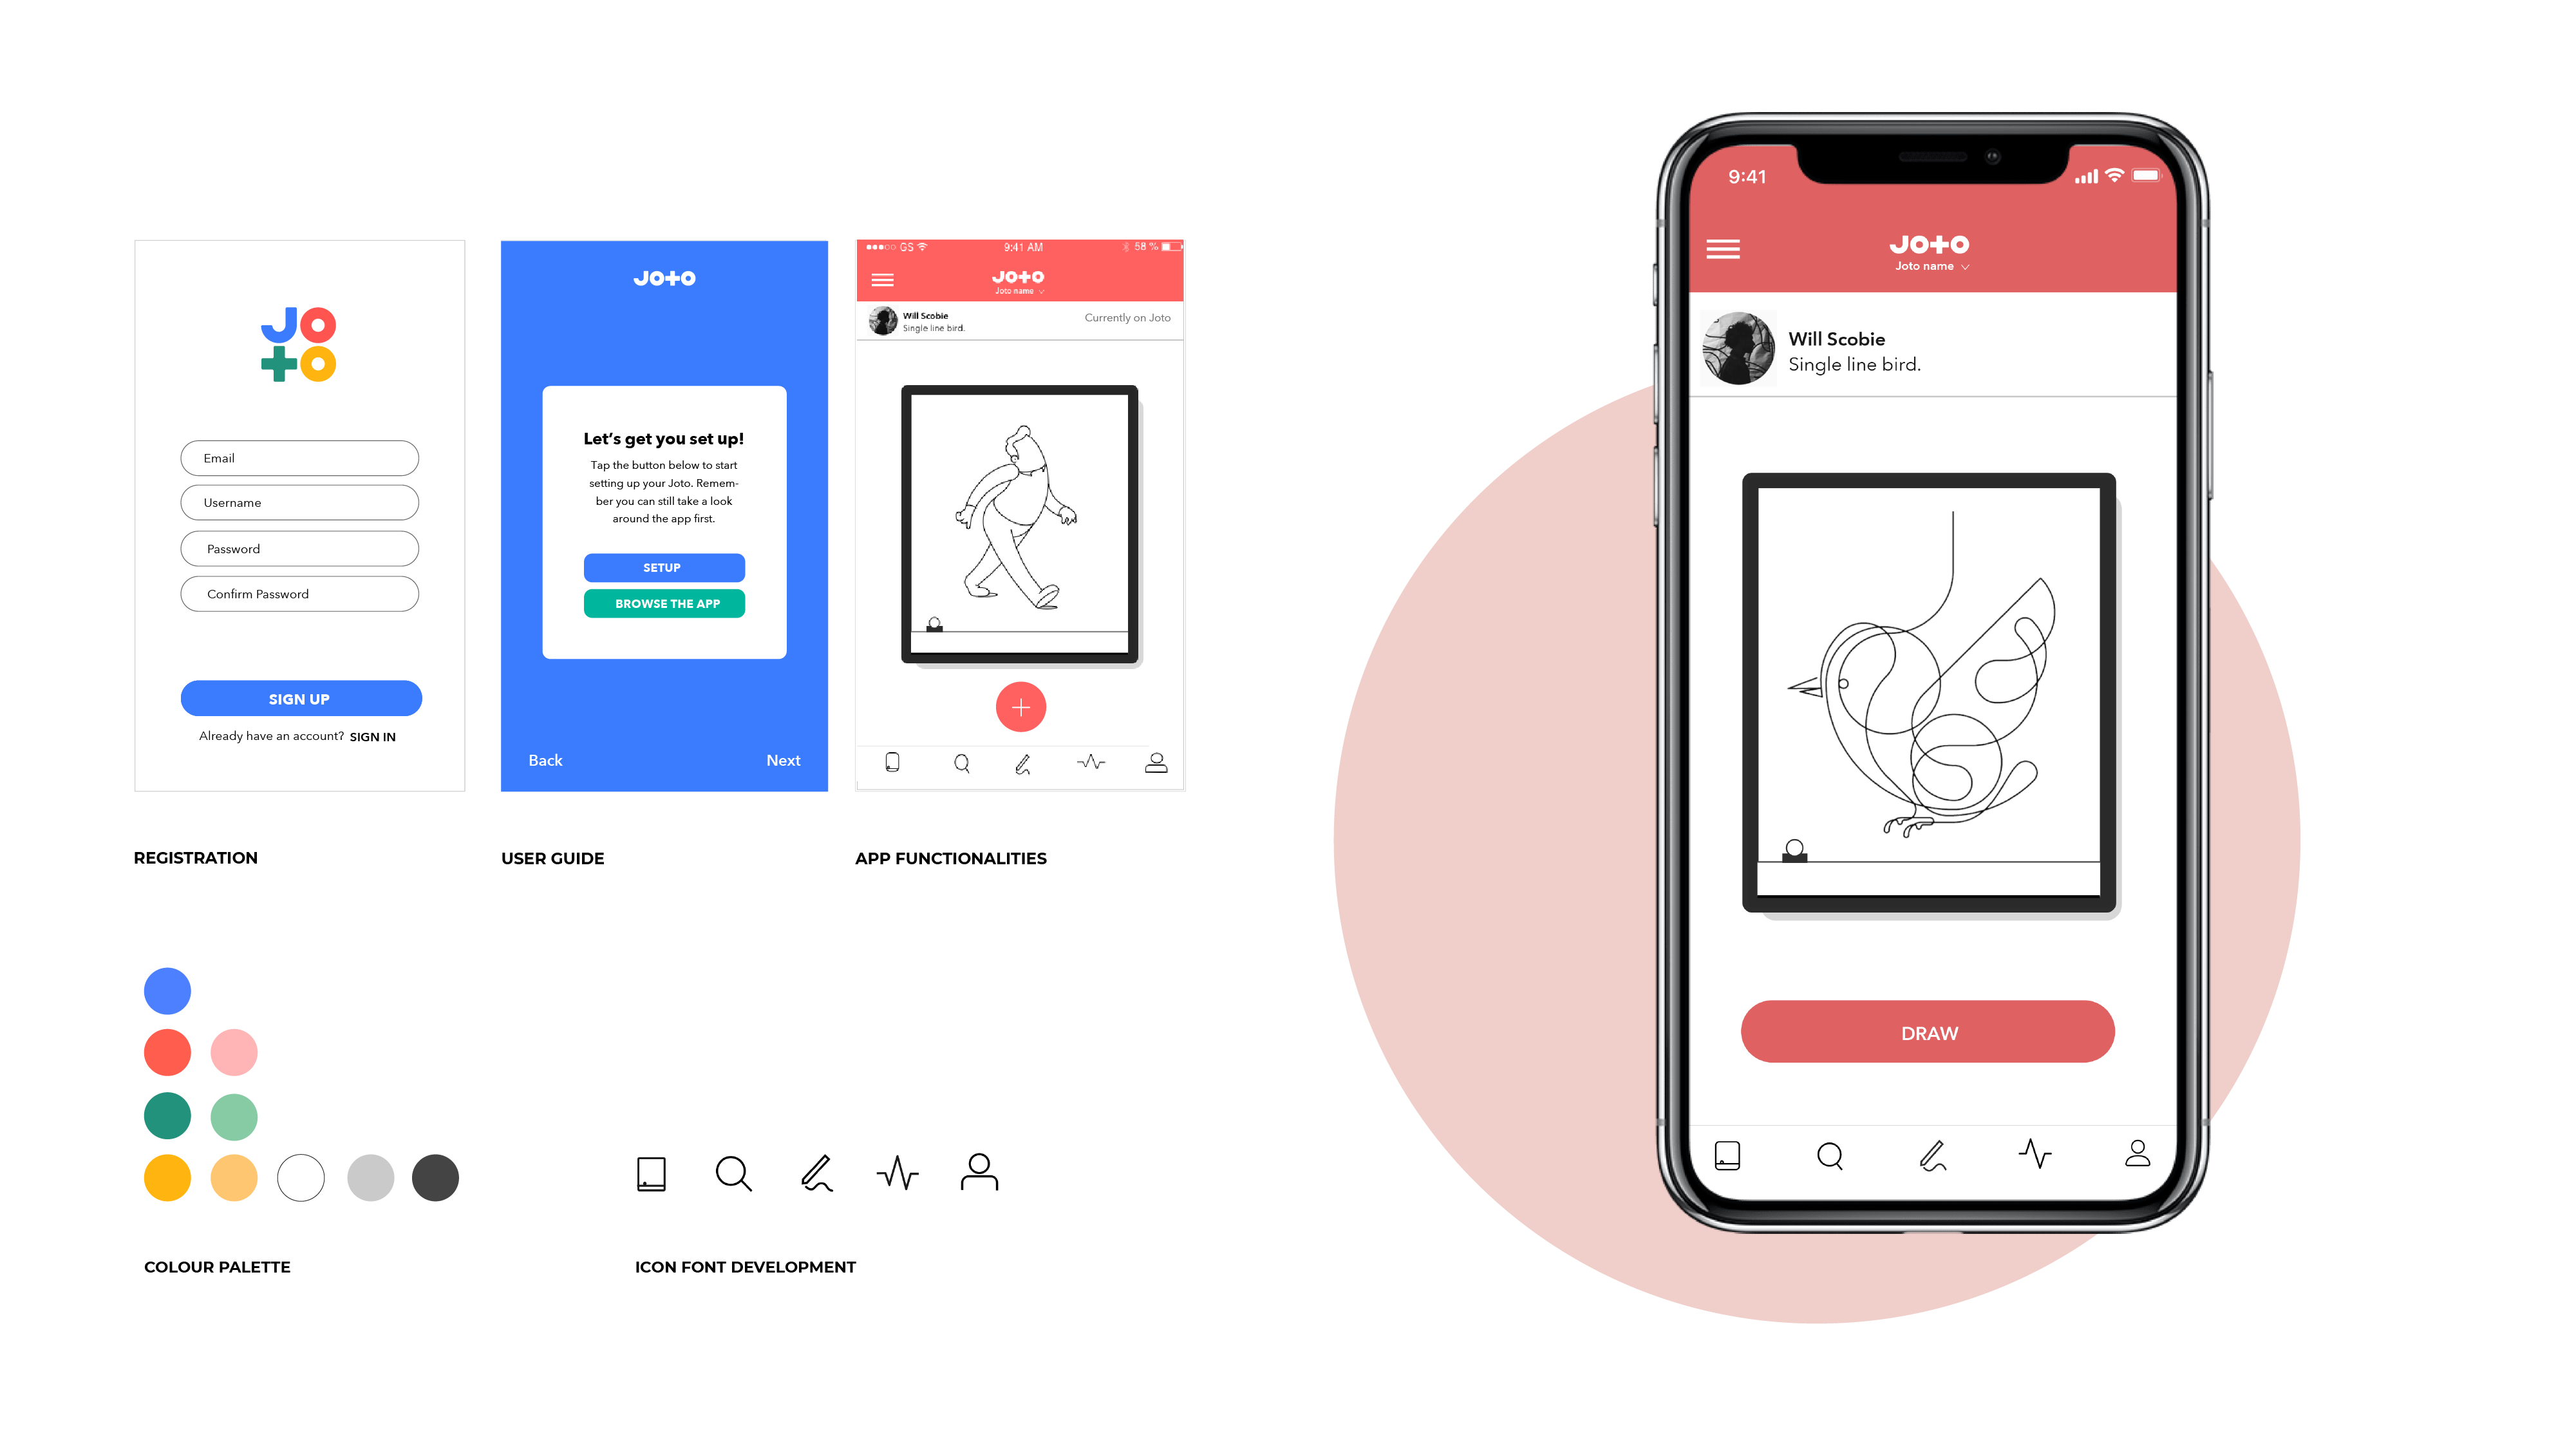 JOTO
Email
Username
Password
Confirm Password
SIGN UP
Already have an account? SIGN IN
REGISTRATION
JOTO
Let's get you set up!
Tap the button below to start
setting up your Joto. Remem-
ber you can still take a look
around the app first.
SETUP
BROWSE THE APP
Back
Next
USER GUIDE
GS
9:41 AM
58 %
JOTO
Joto name
Will Scobie
Single line bird.
Currently on Joto
APP FUNCTIONALITIES
COLOUR PALETTE
ICON FONT DEVELOPMENT
9:41
JOTO
Joto name
Will Scobie
Single line bird.
DRAW